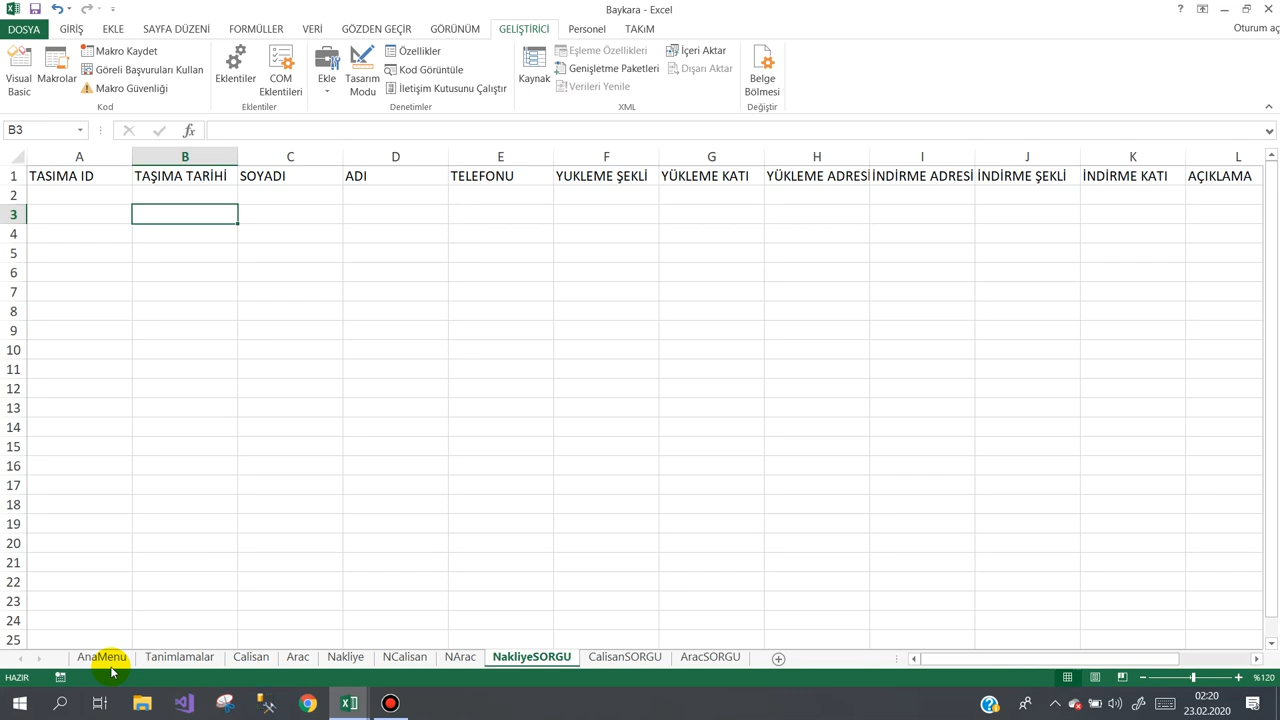 Baykara - Excel
DOSYA GİRİŞ EKLE SAYFA DÜZENİ FORMÜLLER VERİ GÖZDEN GEÇİR GÖRÜNÜM GELİŞTİRİCİ Personel TAKIM Oturum aç
Visual Basic
Makrolar
Makro Kaydet
Göreli Başvuruları Kullan
Makro Güvenliği
Kod
Eklentiler
COM Eklentileri
Eklentiler
Ekle
Tasarım Modu
Özellikler
Kod Görüntüle
İletişim Kutusunu Çalıştır
Denetimler
Kaynak
Eşleme Özellikleri
Genişletme Paketleri
Verileri Yenile
İçeri Aktar
Dışarı Aktar
XML
Belge Bölmesi
Değiştir
B3
fx
A B C D E F G H I J K L
1 TASIMA ID TAŞIMA TARİHİ SOYADI ADI TELEFONU YUKLEME ŞEKLİ YÜKLEME KATI YÜKLEME ADRESİ İNDİRME ADRESİ İNDİRME ŞEKLİ İNDİRME KATI AÇIKLAMA
2
3
4
5
6
7
8
9
10
11
12
13
14
15
16
17
18
19
20
21
22
23
24
25
AnaMenu Tanimlamalar Calisan Arac Nakliye NCalisan NArac NakliyeSORGU CalisanSORGU AracSORGU
HAZIR
%120
02:20
23.02.2020